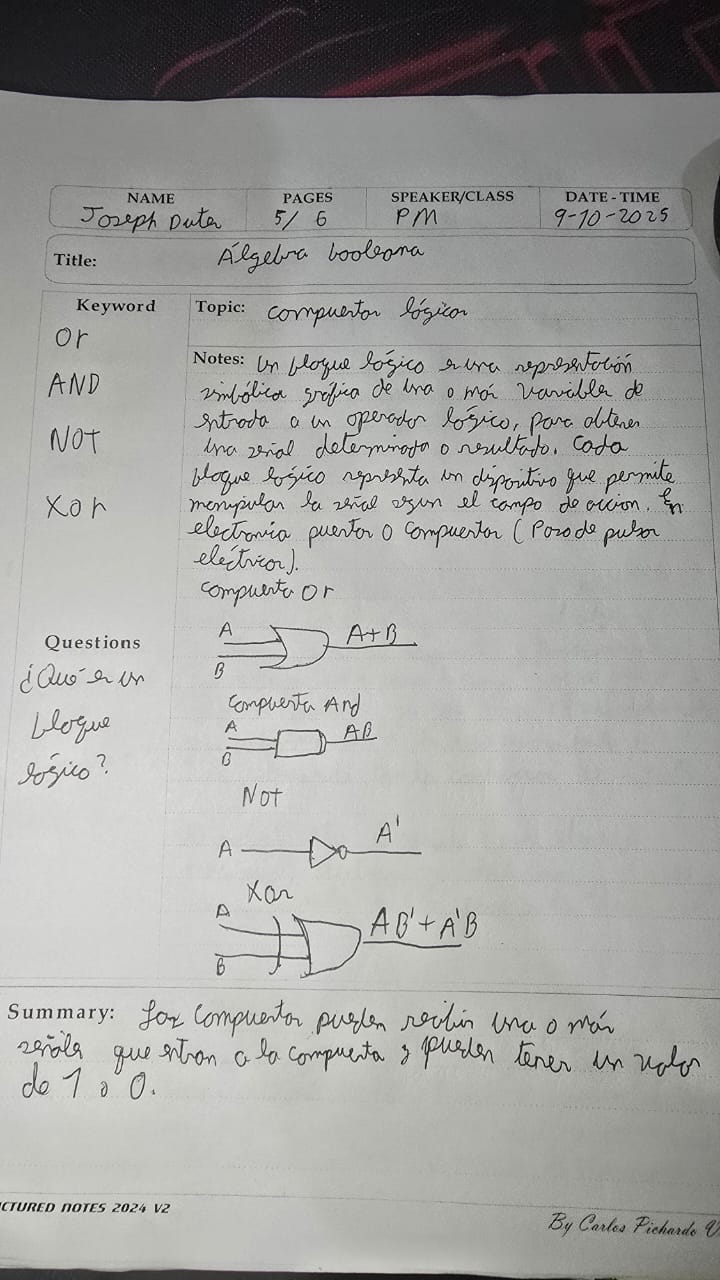 NAME PAGES SPEAKER/CLASS DATE - TIME
Joseph 5/ 6 PM 9-10-2025
Title: Álgebra booleana
Keyword
Or
AND
NOT
Xor
Topic: compuertas lógicas
Notes: Un bloque lógico es una representación
simbólica gráfica de una o más variables de
entrada a un operador lógico, para obtener
una señal determinada o resultado. Cada
bloque lógico representa un dispositivo que permite
manipular la señal segun el campo de accion. En
electronica puertas o compuertas (Paso de pulsos
eléctricos).
Compuerta Or
A
B
A+B
Compuerta And
A
B
AB
Not
A
A'
Xor
A
B
AB'+A'B
Questions
¿Qué es un
bloque
lógico?
Summary: Las compuertas pueden recibir una o más
señales que entran a la compuerta y pueden tener un valor
de 1 o 0.
CTURED NOTES 2024 V2
By Carlos Pichardo V